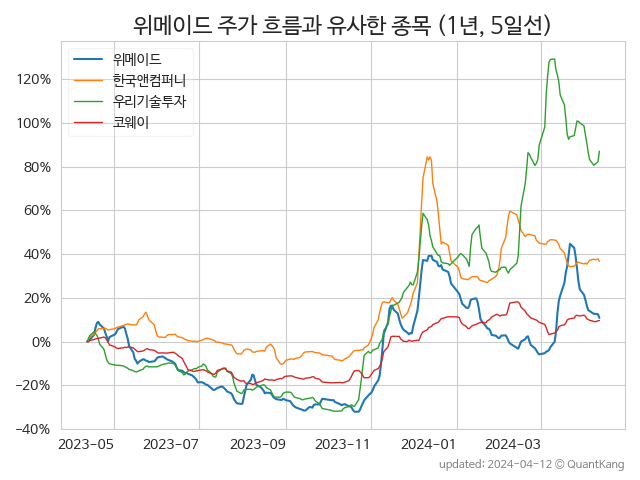 위메이드 주가 흐름과 유사한 종목 (1년, 5일선)
위메이드
한국앤컴퍼니
우리기술투자
코웨이
120%
100%
80%
60%
40%
20%
0%
−20%
−40%
2023-05 2023-07 2023-09 2023-11 2024-01 2024-03
updated: 2024-04-12 © QuantKang